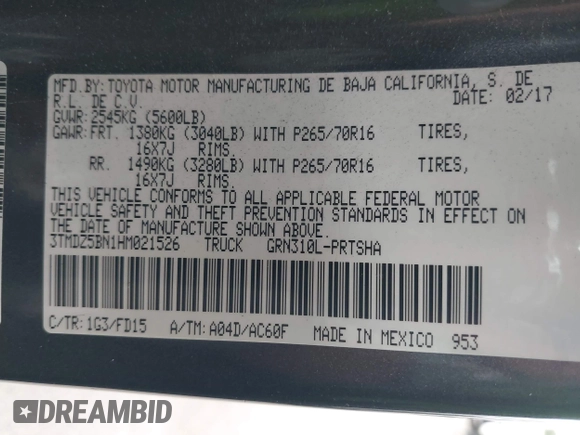 MFD.BY:TOYOTA MOTOR MANUFACTURING DE BAJA CALIFORNIA, S. DE
R.L. DE C.V. DATE: 02/17
GVWR:2545KG (5600LB)
GAWR:FRT. 1380KG (3040LB) WITH P265/70R16 TIRES,
16X7J RIMS.
RR. 1490KG (3280LB) WITH P265/70R16 TIRES,
16X7J RIMS.
THIS VEHICLE CONFORMS TO ALL APPLICABLE FEDERAL MOTOR
VEHICLE SAFETY AND THEFT PREVENTION STANDARDS IN EFFECT ON
THE DATE OF MANUFACTURE SHOWN ABOVE.
3TMDZ5BN1HM021526 TRUCK GRN310L-PRTSHA
C/TR:1G3/FD15 A/TM:A04D/AC60F MADE IN MEXICO 953
DREAMBID